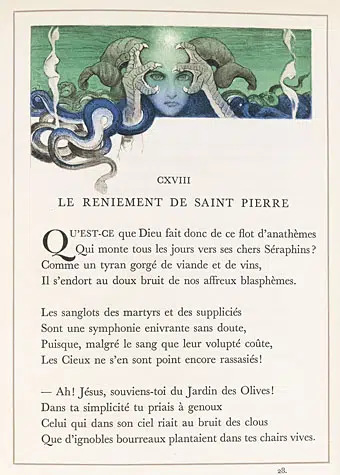 CXVIII
LE RENIEMENT DE SAINT PIERRE
QU'EST-CE que Dieu fait donc de ce flot d'anathèmes
Qui monte tous les jours vers ses chers Séraphins?
Comme un tyran gorgé de viande et de vins,
Il s'endort au doux bruit de nos affreux blasphèmes.
Les sanglots des martyrs et des suppliciés
Sont une symphonie enivrante sans doute,
Puisque, malgré le sang que leur volupté coûte,
Les Cieux ne s'en sont point encore rassasiés!
— Ah! Jésus, souviens-toi du Jardin des Olives!
Dans ta simplicité tu priais à genoux
Celui qui dans son ciel riait au bruit des clous
Que d'ignobles bourreaux plantaient dans tes chairs vives.
28.